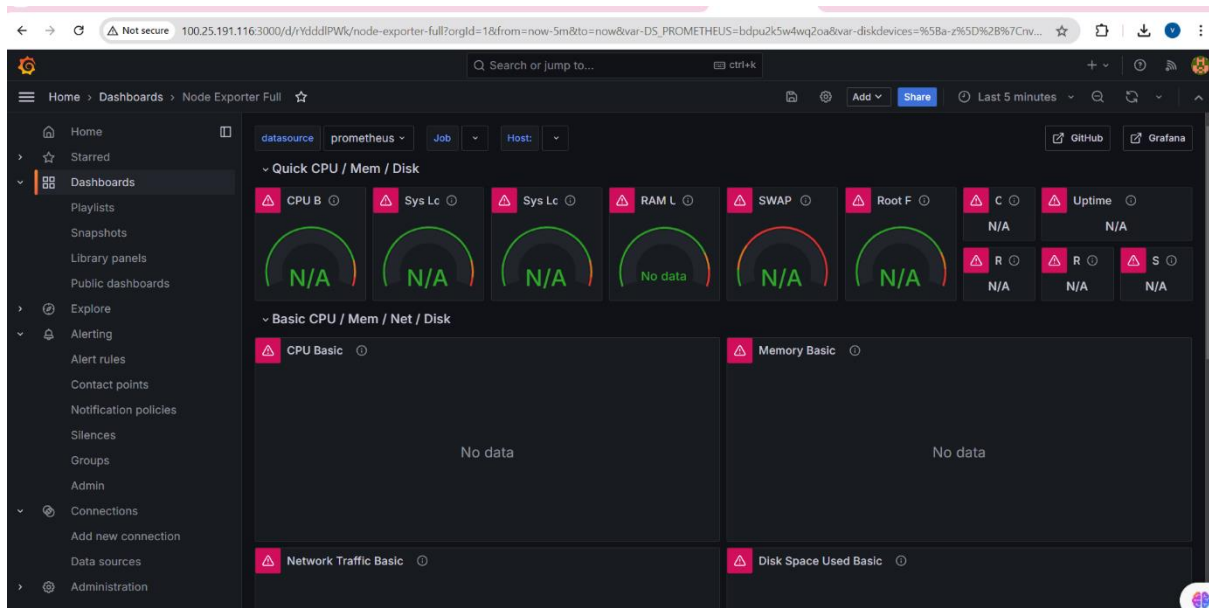 Not secure 100.25.191.116:3000/d/rYdddlPWk/node-exporter-full?orgId=1&from=now-5m&to=now&var-DS_PROMETHEUS=bdpu2k5w4wq2oa&var-diskdevices=%5Ba-z%5D%2B%7Cnv...
Search or jump to... ctrl+k
Home > Dashboards > Node Exporter Full Add Share Last 5 minutes
Home
Starred
Dashboards
Playlists
Snapshots
Library panels
Public dashboards
Explore
Alerting
Alert rules
Contact points
Notification policies
Silences
Groups
Admin
Connections
Add new connection
Data sources
Administration
datasource prometheus Job Host: GitHub Grafana
Quick CPU / Mem / Disk
CPU B Sys Lc Sys Lc RAM U SWAP Root F C Uptime
N/A N/A
N/A N/A N/A No data N/A N/A
R R S
N/A N/A N/A
Basic CPU / Mem / Net / Disk
CPU Basic Memory Basic
No data No data
Network Traffic Basic Disk Space Used Basic